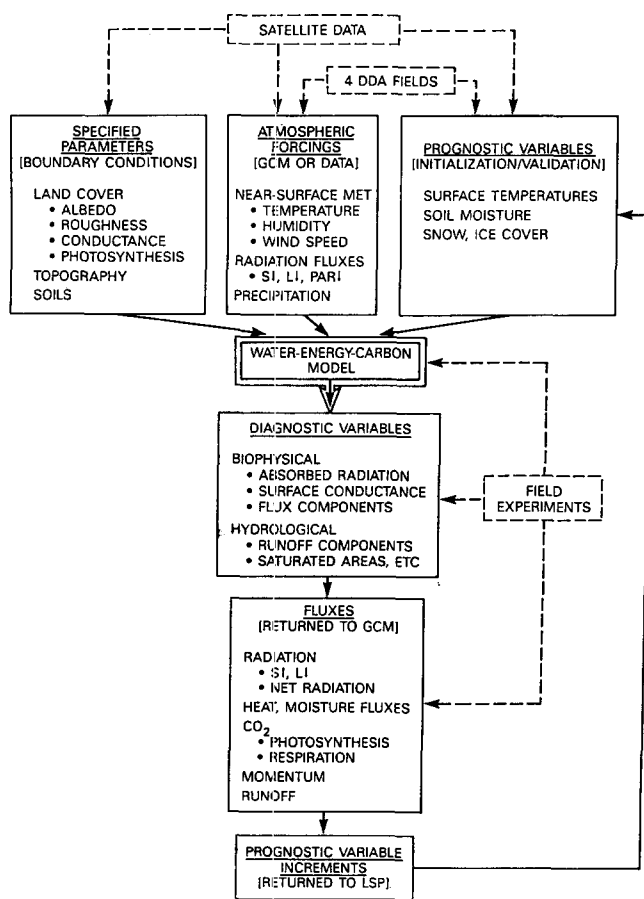 SATELLITE DATA
4 DDA FIELDS
SPECIFIED
PARAMETERS
[BOUNDARY CONDITIONS]
LAND COVER
• ALBEDO
• ROUGHNESS
• CONDUCTANCE
• PHOTOSYNTHESIS
TOPOGRAPHY
SOILS
ATMOSPHERIC
FORCINGS
[GCM OR DATA]
NEAR-SURFACE MET
• TEMPERATURE
• HUMIDITY
• WIND SPEED
RADIATION FLUXES
• SI, LI, PARI
PRECIPITATION
PROGNOSTIC VARIABLES
[INITIALIZATION/VALIDATION]
SURFACE TEMPERATURES
SOIL MOISTURE
SNOW, ICE COVER
WATER-ENERGY-CARBON
MODEL
DIAGNOSTIC VARIABLES
BIOPHYSICAL
• ABSORBED RADIATION
• SURFACE CONDUCTANCE
• FLUX COMPONENTS
HYDROLOGICAL
• RUNOFF COMPONENTS
• SATURATED AREAS, ETC
FIELD
EXPERIMENTS
FLUXES
[RETURNED TO GCM]
RADIATION
• SI, LI
• NET RADIATION
HEAT, MOISTURE FLUXES
CO2
• PHOTOSYNTHESIS
• RESPIRATION
MOMENTUM
RUNOFF
PROGNOSTIC VARIABLE
INCREMENTS
[RETURNED TO LSP]